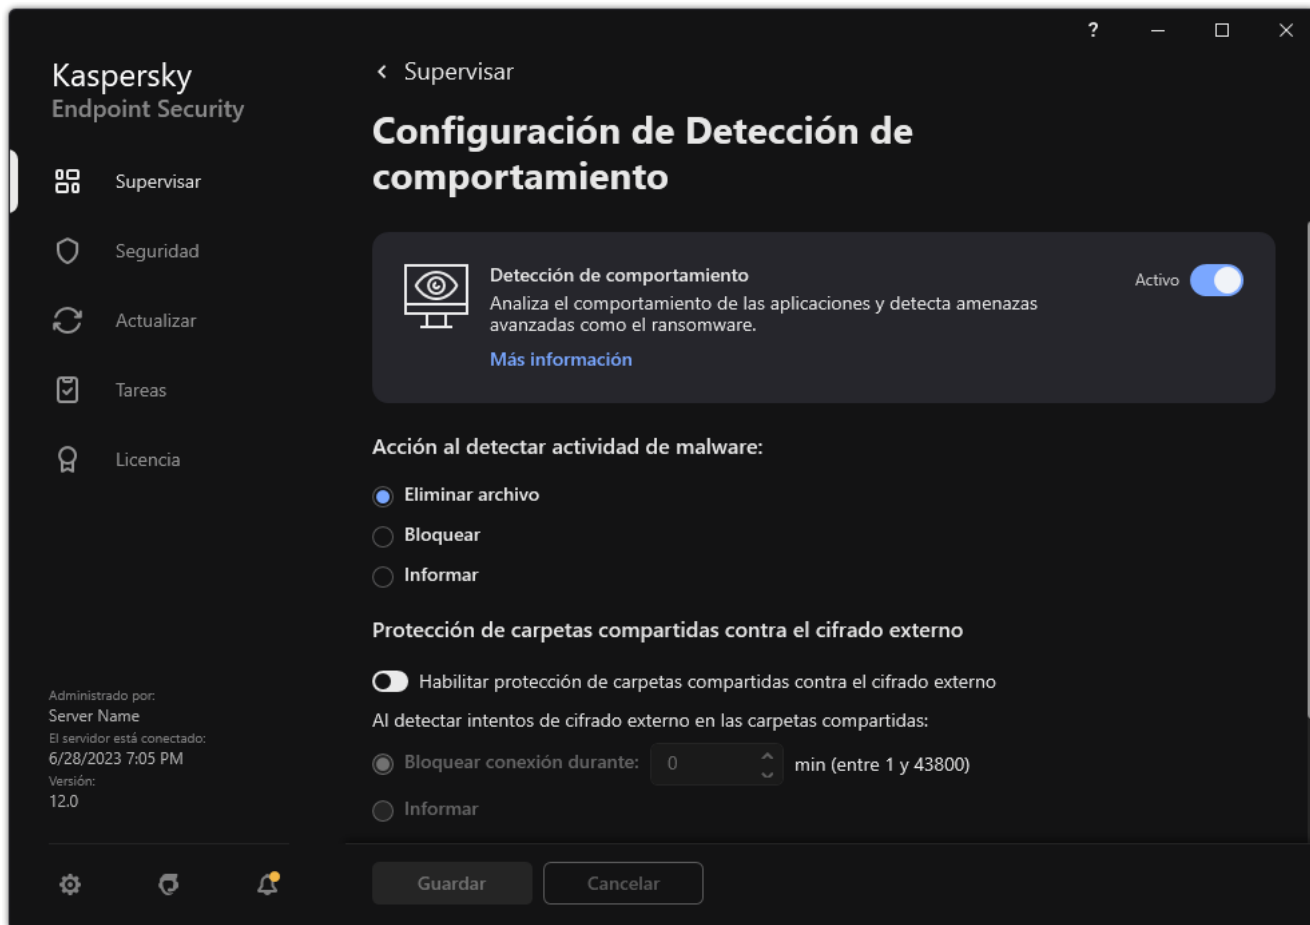 ?
Kaspersky
Endpoint Security
Supervisar
Seguridad
Actualizar
Tareas
Licencia
Administrado por:
Server Name
El servidor está conectado:
6/28/2023 7:05 PM
Versión:
12.0
Supervisar
Configuración de Detección de
comportamiento
Detección de comportamiento
Activo
Analiza el comportamiento de las aplicaciones y detecta amenazas
avanzadas como el ransomware.
Más información
Acción al detectar actividad de malware:
Eliminar archivo
Bloquear
Informar
Protección de carpetas compartidas contra el cifrado externo
Habilitar protección de carpetas compartidas contra el cifrado externo
Al detectar intentos de cifrado externo en las carpetas compartidas:
Bloquear conexión durante: 0 min (entre 1 y 43800)
Informar
Guardar Cancelar